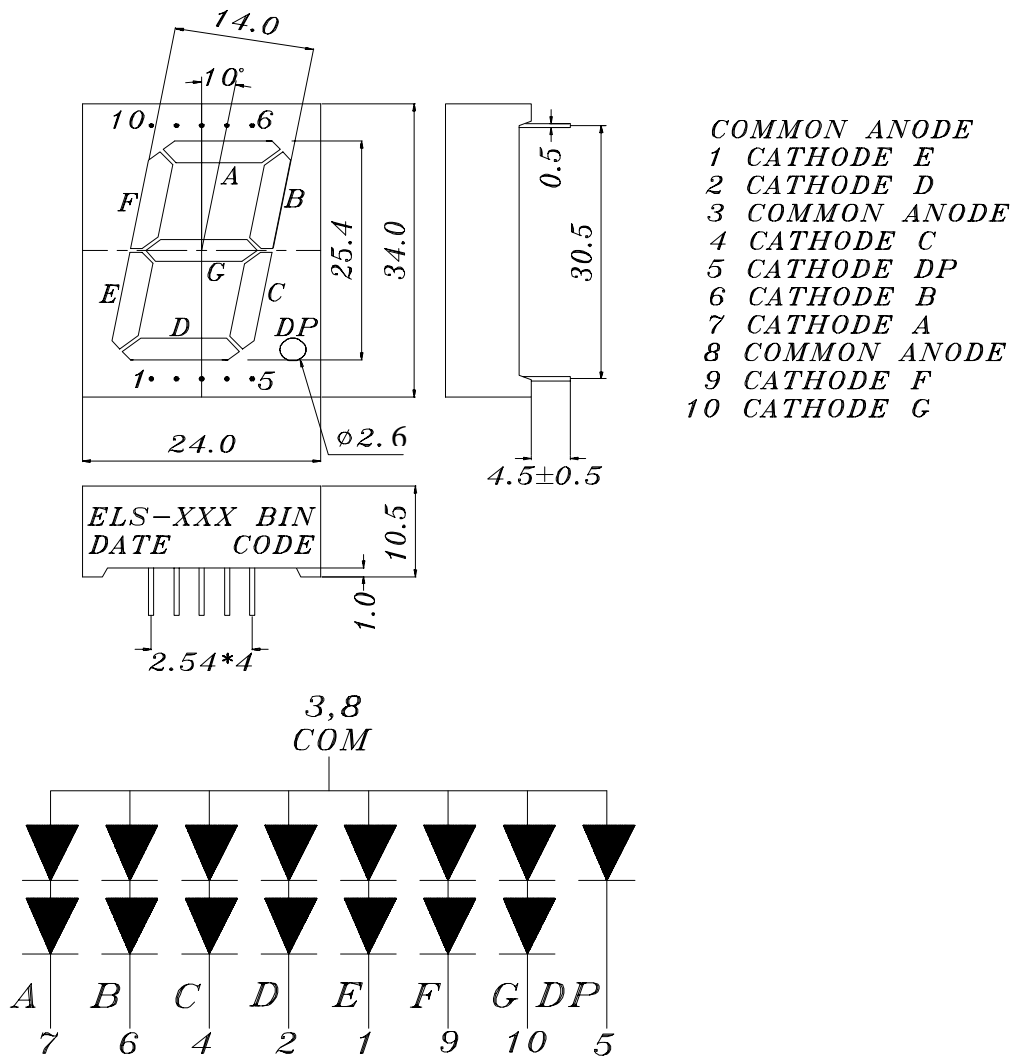 14.0
10°
10 6
A
F B
G
E C
D DP
1 5
25.4
34.0
24.0
ø2.6
0.5
30.5
4.5±0.5
COMMON ANODE
1 CATHODE E
2 CATHODE D
3 COMMON ANODE
4 CATHODE C
5 CATHODE DP
6 CATHODE B
7 CATHODE A
8 COMMON ANODE
9 CATHODE F
10 CATHODE G
ELS-XXX BIN
DATE CODE
10.5
1.0
2.54*4
3,8
COM
A B C D E F G DP
7 6 4 2 1 9 10 5